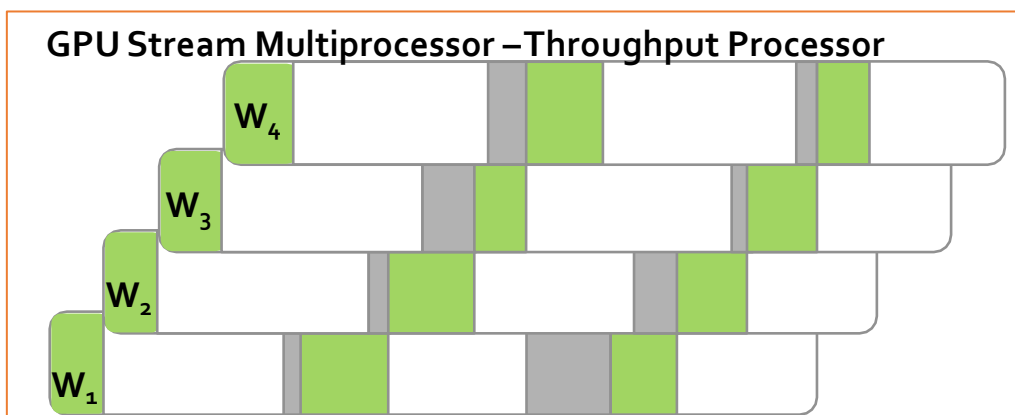 GPU Stream Multiprocessor –Throughput Processor
W₄
W₃
W₂
W₁